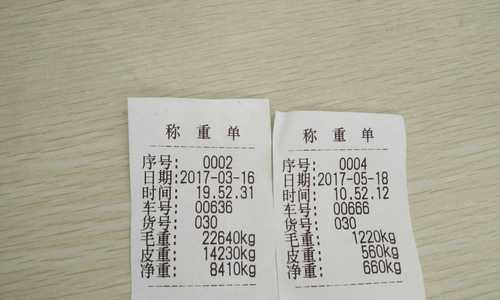 称 重 单
序号: 0002
日期:2017-03-16
时间: 19.52.31
车号: 00636
货号: 030
毛重: 22640kg
皮重: 14230kg
净重: 8410kg
称 重 单
序号: 0004
日期:2017-05-18
时间: 10.52.12
车号: 00666
货号: 030
毛重: 1220kg
皮重: 560kg
净重: 660kg